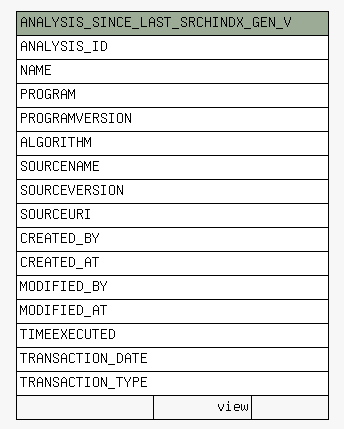 ANALYSIS_SINCE_LAST_SRCHINDX_GEN_V
ANALYSIS_ID
NAME
PROGRAM
PROGRAMVERSION
ALGORITHM
SOURCENAME
SOURCEVERSION
SOURCEURI
CREATED_BY
CREATED_AT
MODIFIED_BY
MODIFIED_AT
TIMEEXECUTED
TRANSACTION_DATE
TRANSACTION_TYPE
view